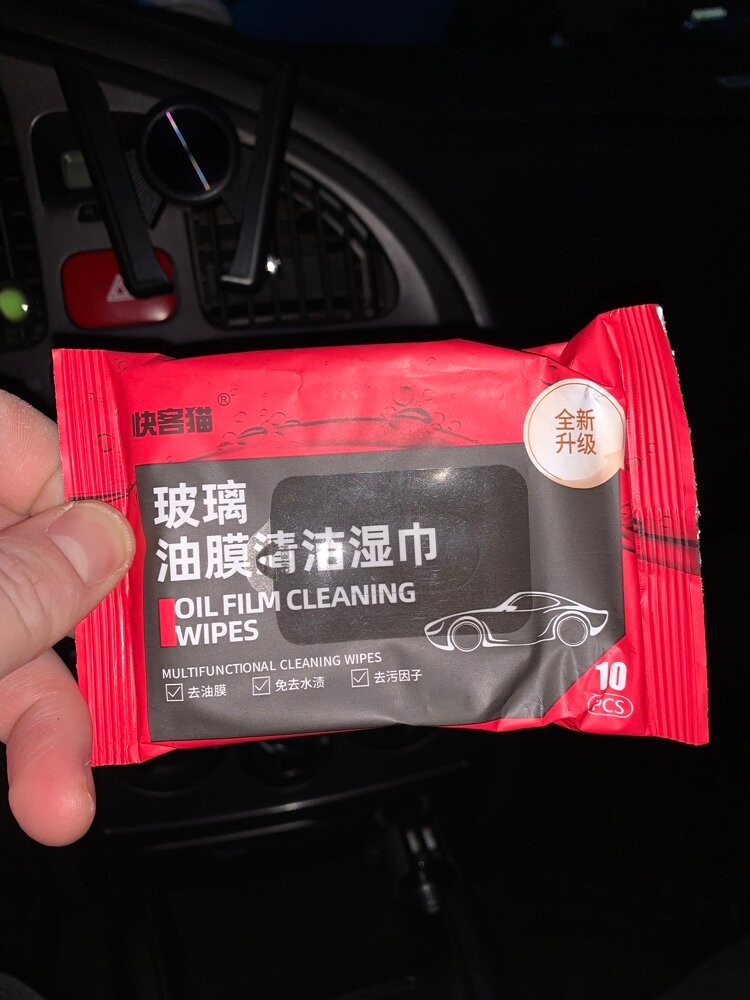 快客猫®
全新
升级
玻璃
油膜清洁湿巾
OIL FILM CLEANING
WIPES
MULTIFUNCTIONAL CLEANING WIPES
去油膜 免去水渍 去污因子
10
PCS